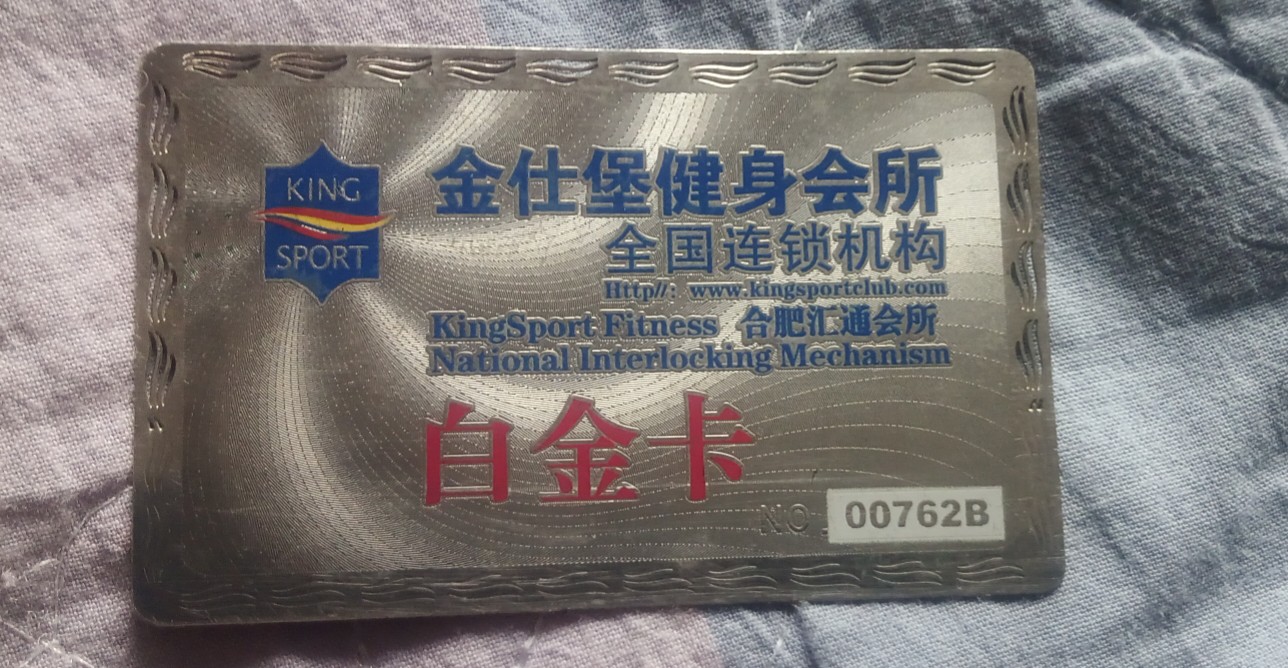 KING
SPORT
金仕堡健身会所
全国连锁机构
Http//：www.kingsportclub.com
KingSport Fitness 合肥汇通会所
National Interlocking Mechanism
白金卡
NO. 00762B